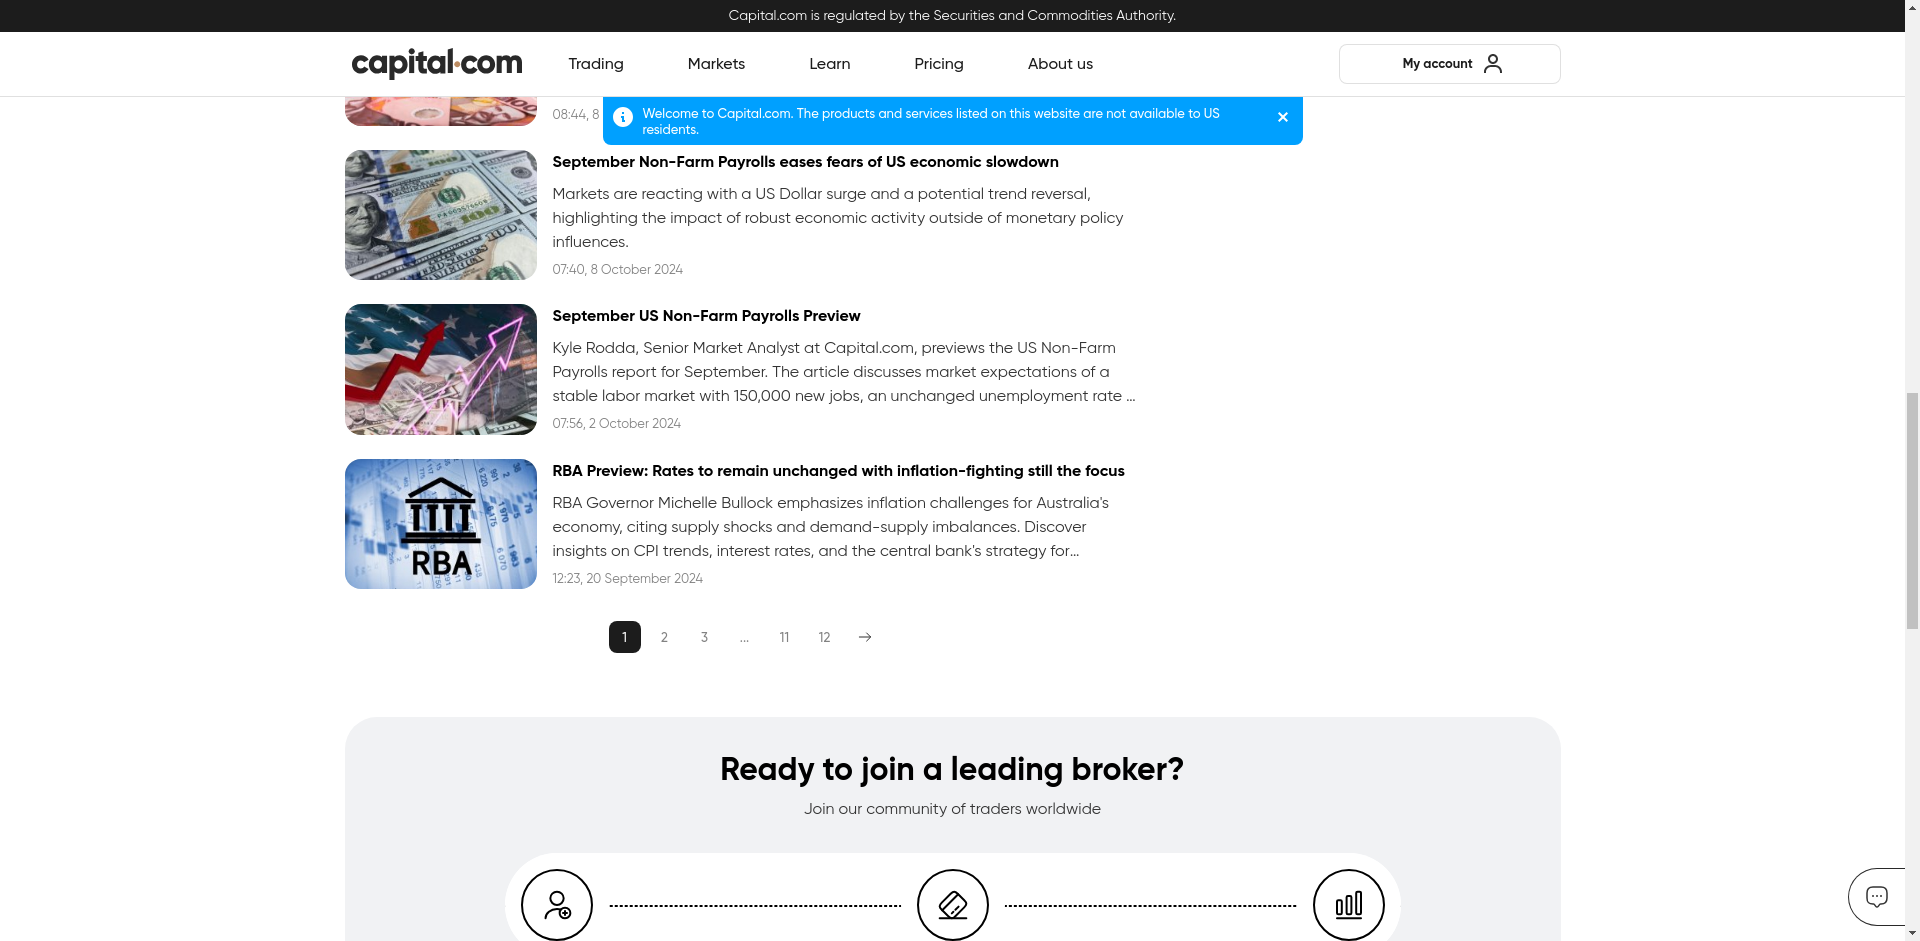 Capital.com is regulated by the Securities and Commodities Authority.
capital.com
Trading
Markets
Learn
Pricing
About us
My account
Welcome to Capital.com. The products and services listed on this website are not available to US
residents.
08:44, 8
September Non-Farm Payrolls eases fears of US economic slowdown
Markets are reacting with a US Dollar surge and a potential trend reversal,
highlighting the impact of robust economic activity outside of monetary policy
influences.
07:40, 8 October 2024
September US Non-Farm Payrolls Preview
Kyle Rodda, Senior Market Analyst at Capital.com, previews the US Non-Farm
Payrolls report for September. The article discusses market expectations of a
stable labor market with 150,000 new jobs, an unchanged unemployment rate ...
07:56, 2 October 2024
RBA
RBA Preview: Rates to remain unchanged with inflation-fighting still the focus
RBA Governor Michelle Bullock emphasizes inflation challenges for Australia's
economy, citing supply shocks and demand-supply imbalances. Discover
insights on CPI trends, interest rates, and the central bank's strategy for...
12:23, 20 September 2024
1 2 3 ... 11 12
Ready to join a leading broker?
Join our community of traders worldwide